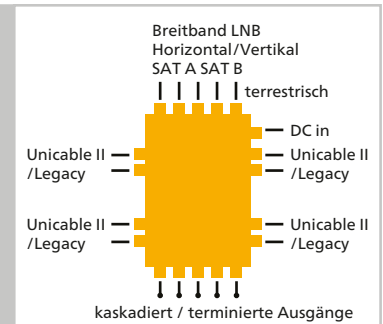 Breitband LNB
Horizontal/Vertikal
SAT A SAT B
terrestrisch
DC in
Unicable II
/Legacy
Unicable II
/Legacy
Unicable II
/Legacy
Unicable II
/Legacy
kaskadiert / terminierte Ausgänge